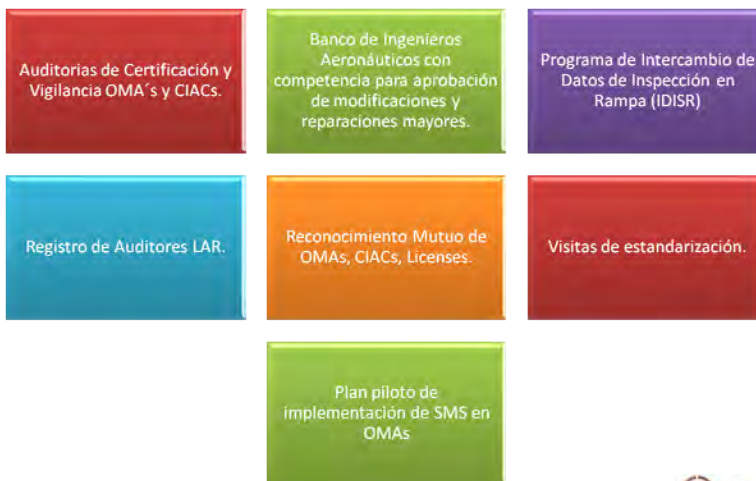 Auditorias de Certificación y
Vigilancia OMA´s y CIACs.
Banco de Ingenieros
Aeronáuticos con
competencia para aprobación
de modificaciones y
reparaciones mayores.
Programa de Intercambio de
Datos de Inspección en
Rampa (IDISR)
Registro de Auditores LAR.
Reconocimiento Mutuo de
OMAs, CIACs, Licenses.
Visitas de estandarización.
Plan piloto de
implementación de SMS en
OMAs